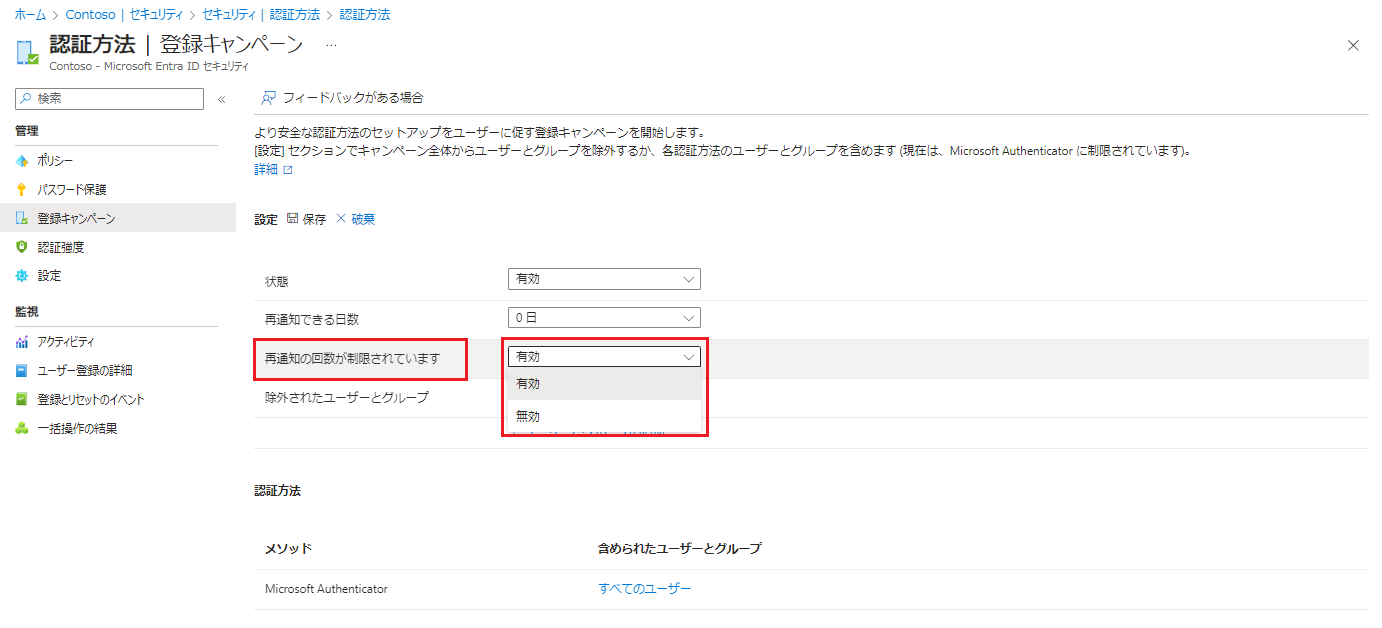 ホーム > Contoso | セキュリティ > セキュリティ | 認証方法 > 認証方法
認証方法 | 登録キャンペーン ...
Contoso - Microsoft Entra ID セキュリティ
検索 «
管理
ポリシー
パスワード保護
登録キャンペーン
認証強度
設定
監視
アクティビティ
ユーザー登録の詳細
登録とリセットのイベント
一括操作の結果
フィードバックがある場合
より安全な認証方法のセットアップをユーザーに促す登録キャンペーンを開始します。
[設定] セクションでキャンペーン全体からユーザーとグループを除外するか、各認証方法のユーザーとグループを含めます (現在は、Microsoft Authenticator に制限されています)。
詳細
設定 保存 破棄
状態 有効
再通知できる日数 0 日
再通知の回数が制限されています 有効
有効
無効
除外されたユーザーとグループ
認証方法
メソッド 含められたユーザーとグループ
Microsoft Authenticator すべてのユーザー